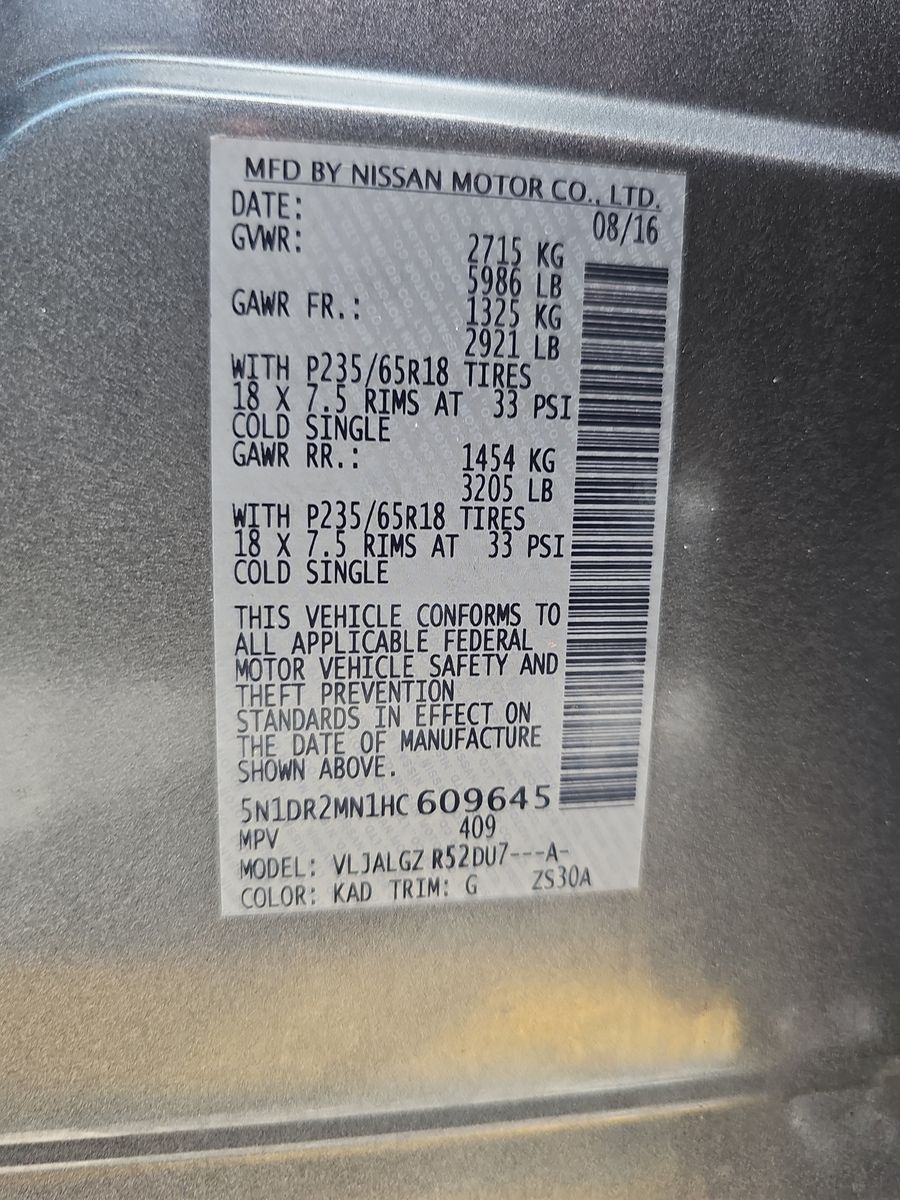 MFD BY NISSAN MOTOR CO., LTD.
DATE: 08/16
GVWR: 2715 KG
5986 LB
GAWR FR.: 1325 KG
2921 LB
WITH P235/65R18 TIRES
18 X 7.5 RIMS AT 33 PSI
COLD SINGLE
GAWR RR.: 1454 KG
3205 LB
WITH P235/65R18 TIRES
18 X 7.5 RIMS AT 33 PSI
COLD SINGLE
THIS VEHICLE CONFORMS TO
ALL APPLICABLE FEDERAL
MOTOR VEHICLE SAFETY AND
THEFT PREVENTION
STANDARDS IN EFFECT ON
THE DATE OF MANUFACTURE
SHOWN ABOVE.
5N1DR2MN1HC 609645
MPV 409
MODEL: VLJALGZ R52DU7---A-
COLOR: KAD TRIM: G ZS30A